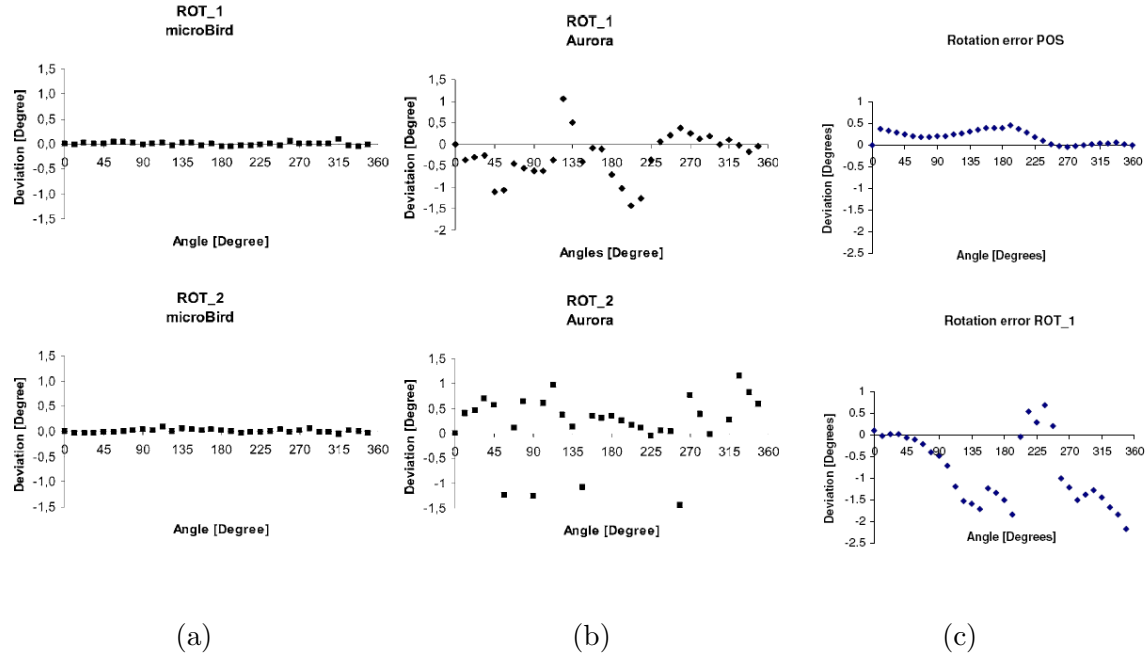 ROT_1
microBird
1,5
1,0
0,5
0,0
-0,5
-1,0
-1,5
0 45 90 135 180 225 270 315 360
Deviation [Degree]
Angle [Degree]
ROT_1
Aurora
1,5
1
0,5
0
-0,5
-1
-1,5
-2
0 45 90 135 180 225 270 315 360
Deviataion [Degree]
Angles [Degree]
Rotation error POS
1
0.5
0
-0.5
-1
-1.5
-2
-2.5
0 45 90 135 180 225 270 315 360
Deviation [Degrees]
Angle [Degrees]
ROT_2
microBird
1,5
1,0
0,5
0,0
-0,5
-1,0
-1,5
0 45 90 135 180 225 270 315 360
Deviation [Degree]
Angle [Degree]
ROT_2
Aurora
1,5
1
0,5
0
-0,5
-1
-1,5
0 45 90 135 180 225 270 315 360
Deviation [Degree]
Angle [Degree]
Rotation error ROT_1
1
0.5
0
-0.5
-1
-1.5
-2
-2.5
0 45 90 135 180 225 270 315 360
Deviation [Degrees]
Angle [Degrees]
(a) (b) (c)